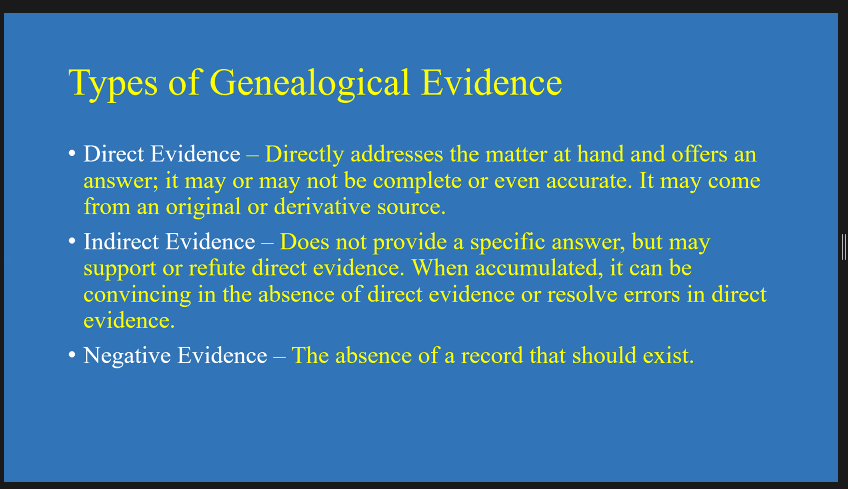 Types of Genealogical Evidence
• Direct Evidence – Directly addresses the matter at hand and offers an
answer; it may or may not be complete or even accurate. It may come
from an original or derivative source.
• Indirect Evidence – Does not provide a specific answer, but may
support or refute direct evidence. When accumulated, it can be
convincing in the absence of direct evidence or resolve errors in direct
evidence.
• Negative Evidence – The absence of a record that should exist.